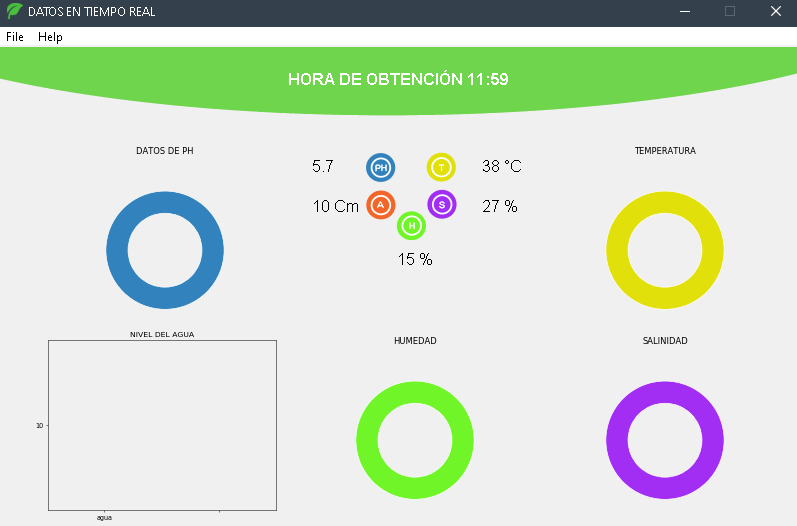 DATOS EN TIEMPO REAL
File Help
HORA DE OBTENCIÓN 11:59
DATOS DE PH
5.7 PH T 38 °C
TEMPERATURA
10 Cm A S 27 %
H
15 %
NIVEL DEL AGUA
HUMEDAD
SALINIDAD
10
agua